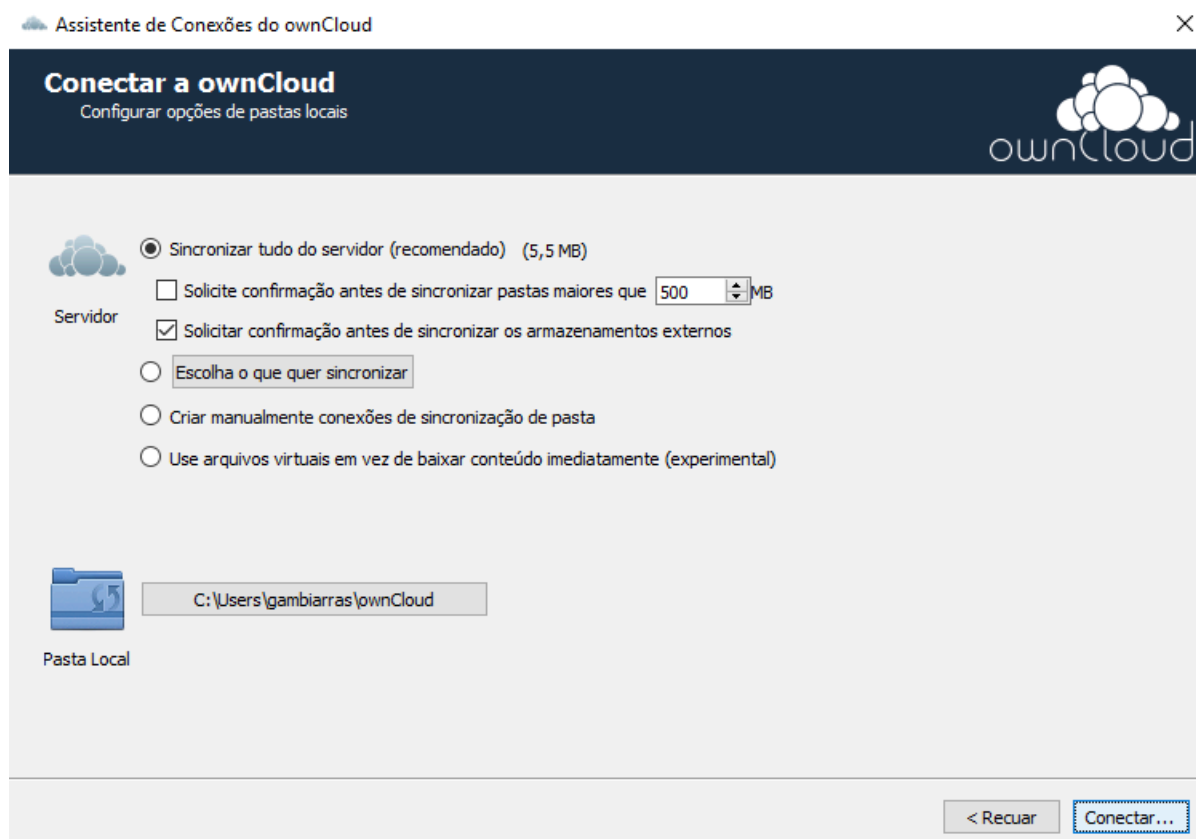 Assistente de Conexões do ownCloud
Conectar a ownCloud
Configurar opções de pastas locais
ownCloud
Sincronizar tudo do servidor (recomendado) (5,5 MB)
Solicite confirmação antes de sincronizar pastas maiores que 500 MB
Servidor
Solicitar confirmação antes de sincronizar os armazenamentos externos
Escolha o que quer sincronizar
Criar manualmente conexões de sincronização de pasta
Use arquivos virtuais em vez de baixar conteúdo imediatamente (experimental)
C:\Users\gambiarras\ownCloud
Pasta Local
< Recuar Conectar...